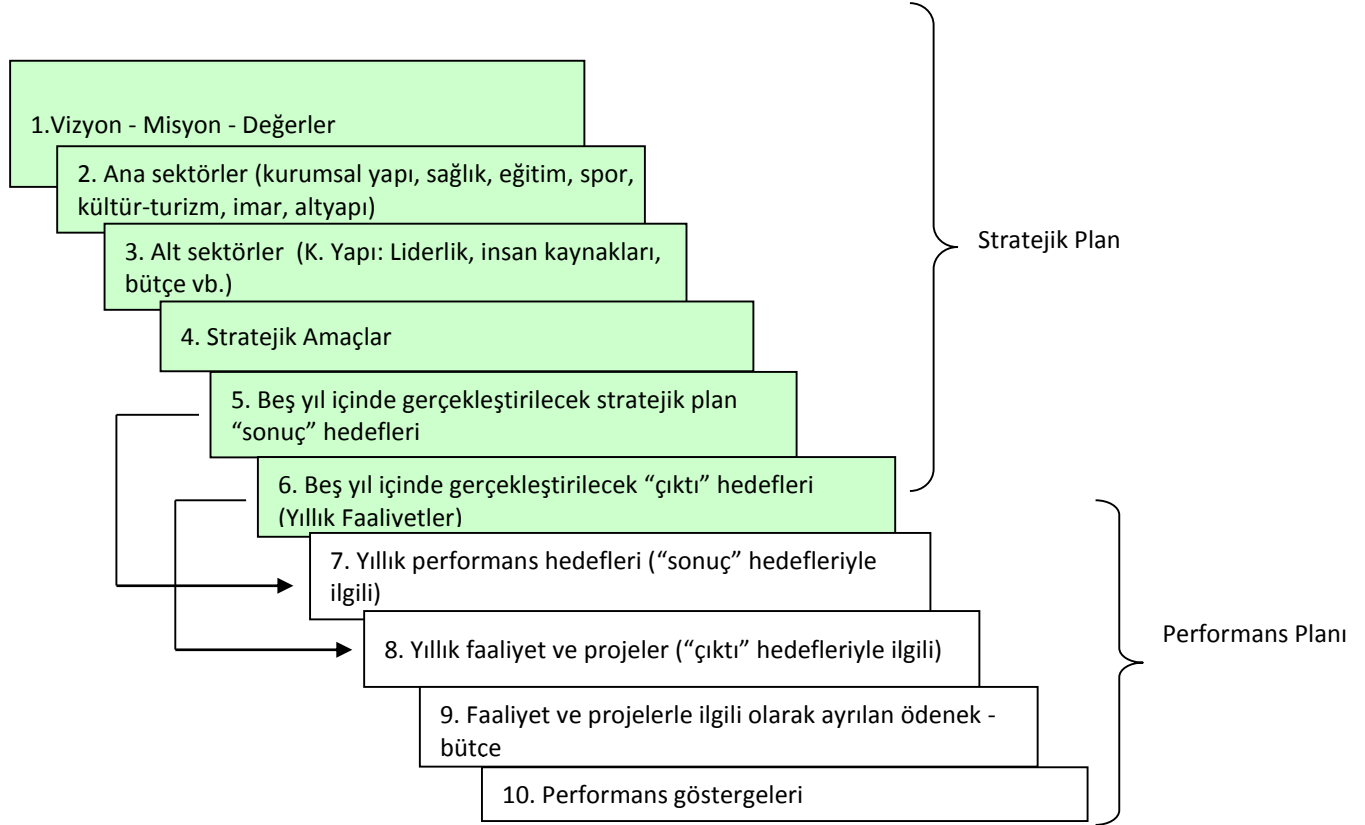 1.Vizyon - Misyon - Değerler
2. Ana sektörler (kurumsal yapı, sağlık, eğitim, spor,
kültür-turizm, imar, altyapı)
3. Alt sektörler  (K. Yapı: Liderlik, insan kaynakları,
bütçe vb.)
Stratejik Plan
4. Stratejik Amaçlar
5. Beş yıl içinde gerçekleştirilecek stratejik plan
“sonuç” hedefleri
6. Beş yıl içinde gerçekleştirilecek “çıktı” hedefleri
(Yıllık Faaliyetler)
7. Yıllık performans hedefleri (“sonuç” hedefleriyle
ilgili)
8. Yıllık faaliyet ve projeler (“çıktı” hedefleriyle ilgili)
Performans Planı
9. Faaliyet ve projelerle ilgili olarak ayrılan ödenek -
bütçe
10. Performans göstergeleri